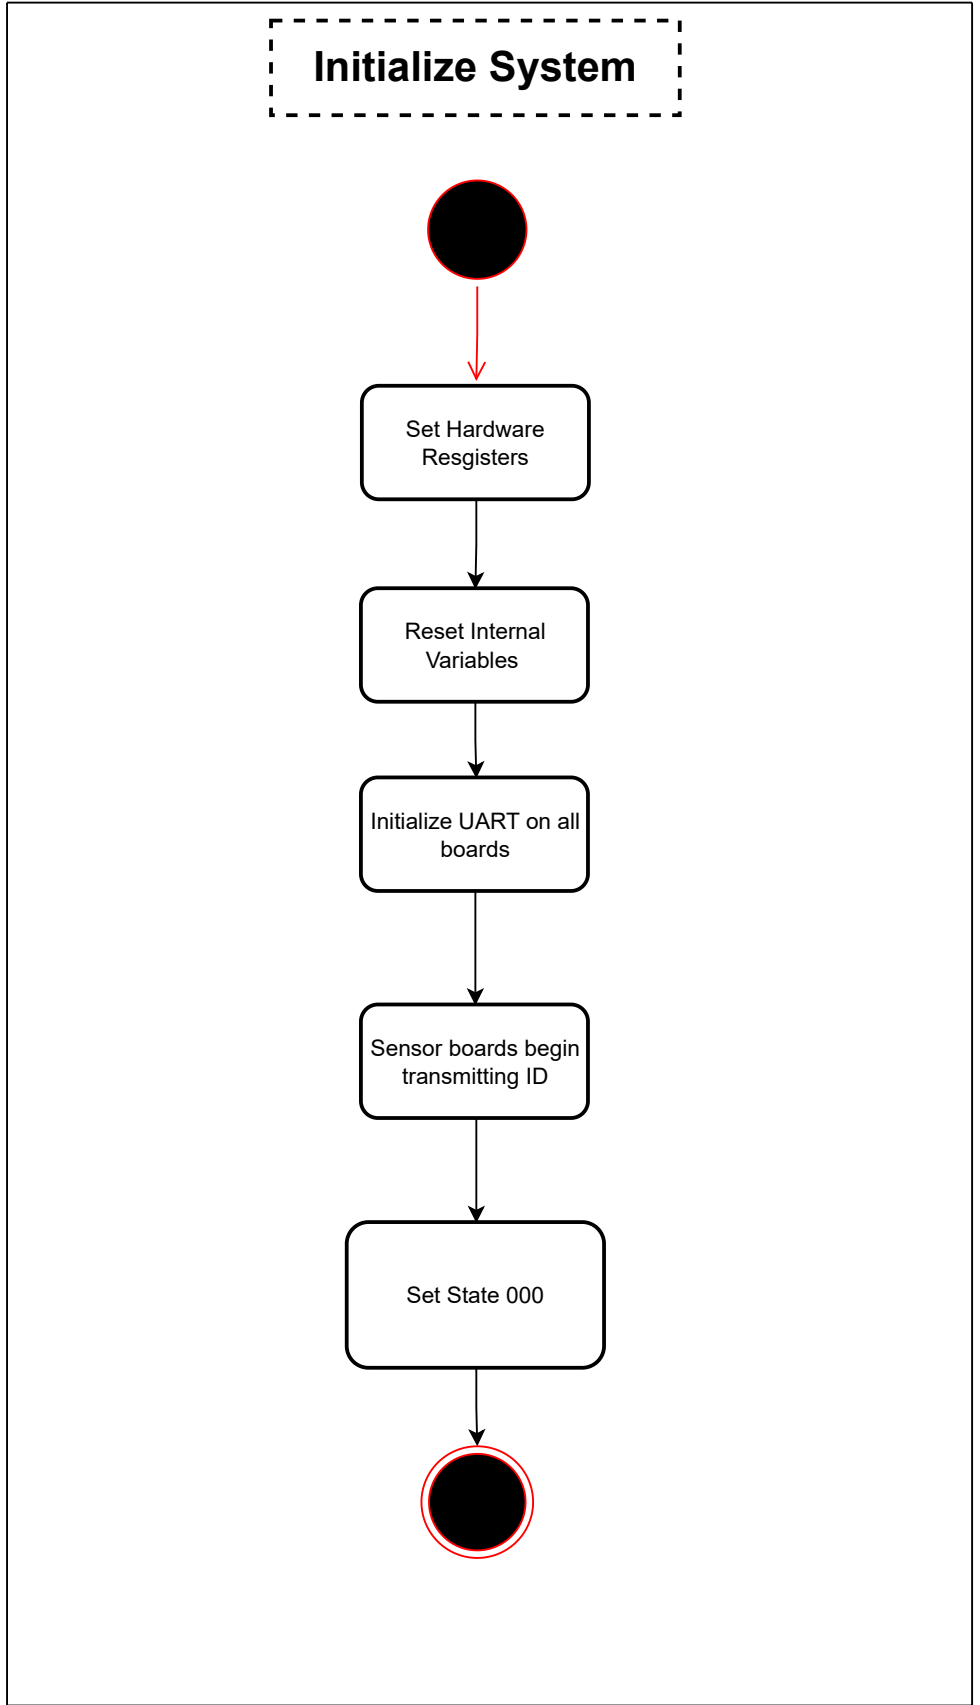 Initialize System
Set Hardware
Resgisters
Reset Internal
Variables
Initialize UART on all
boards
Sensor boards begin
transmitting ID
Set State 000